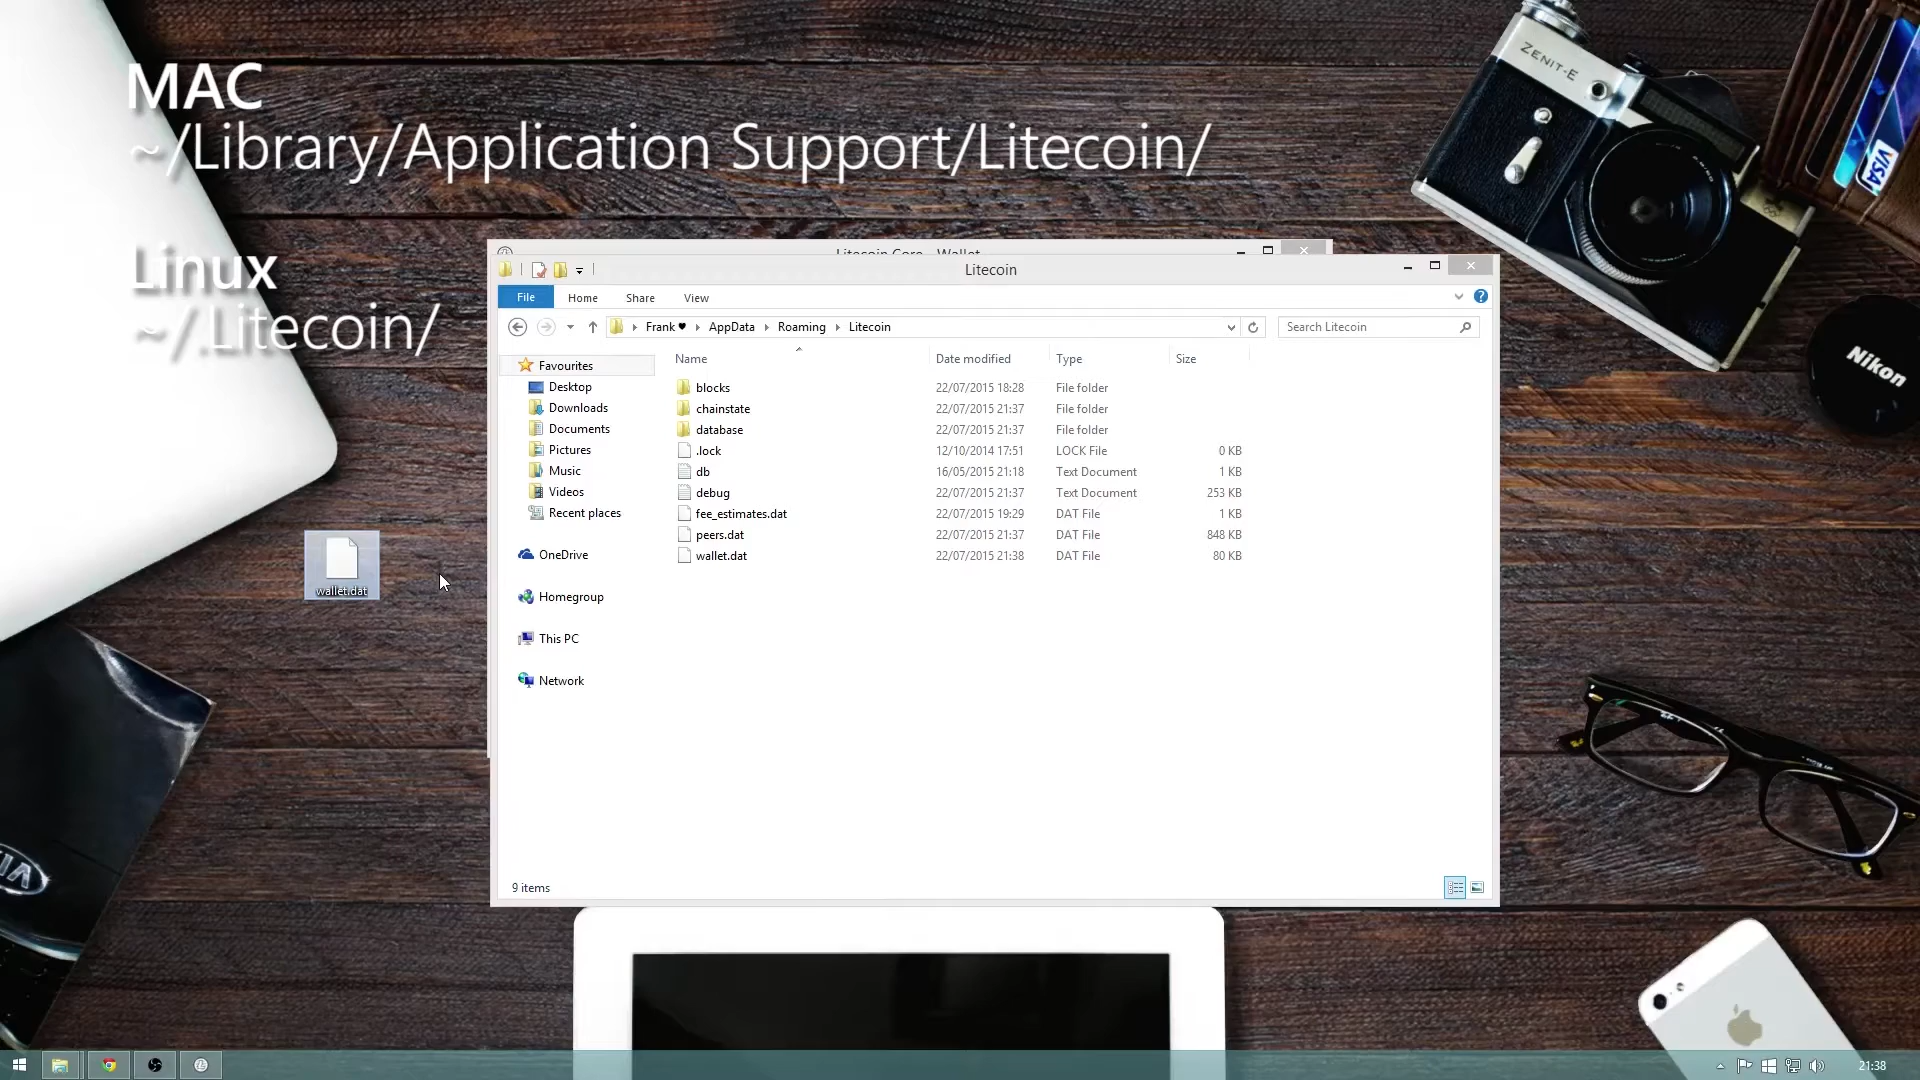 MAC
~/Library/Application Support/Litecoin/
Linux
~/.Litecoin/
ZENIT-E
VISA
Nikon
Litecoin Core - Wallet
Litecoin
File Home Share View
Frank ♥ AppData Roaming Litecoin
Search Litecoin
Name Date modified Type Size
Favourites
Desktop
Downloads
Documents
Pictures
Music
Videos
Recent places
OneDrive
Homegroup
This PC
Network
blocks 22/07/2015 18:28 File folder
chainstate 22/07/2015 21:37 File folder
database 22/07/2015 21:37 File folder
.lock 12/10/2014 17:51 LOCK File 0 KB
db 16/05/2015 21:18 Text Document 1 KB
debug 22/07/2015 21:37 Text Document 253 KB
fee_estimates.dat 22/07/2015 19:29 DAT File 1 KB
peers.dat 22/07/2015 21:37 DAT File 848 KB
wallet.dat 22/07/2015 21:38 DAT File 80 KB
9 items
wallet.dat
21:38